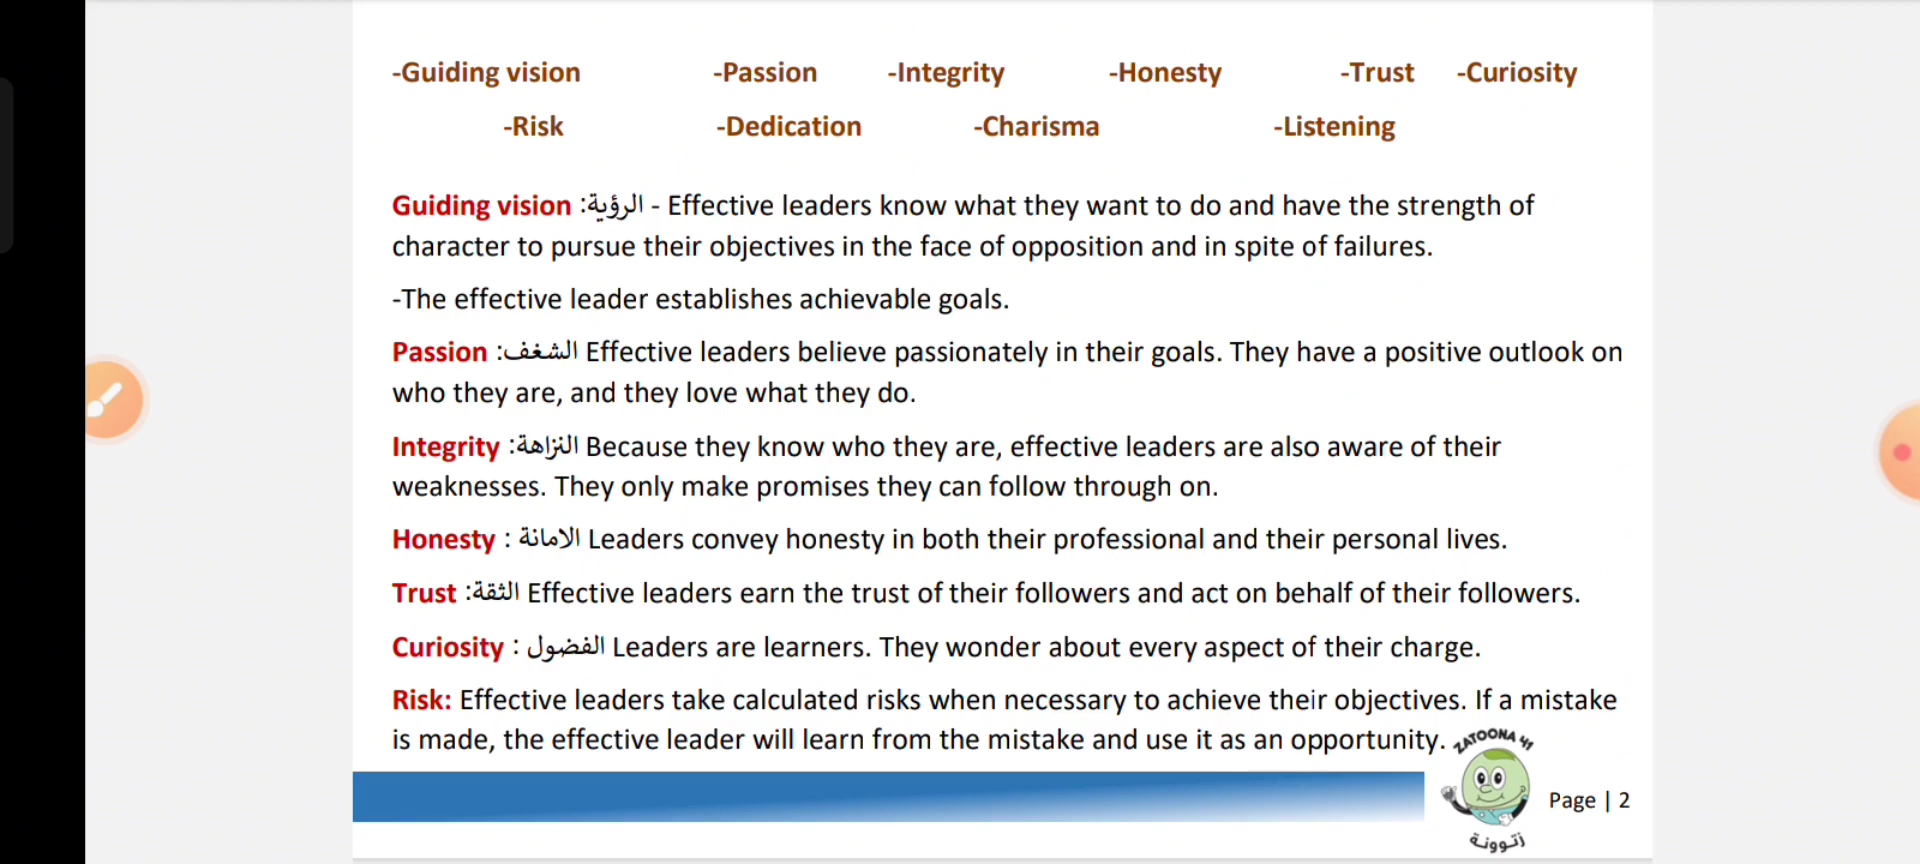 -Guiding vision -Passion -Integrity -Honesty -Trust -Curiosity
-Risk -Dedication -Charisma -Listening
Guiding vision :الرؤية - Effective leaders know what they want to do and have the strength of
character to pursue their objectives in the face of opposition and in spite of failures.
-The effective leader establishes achievable goals.
Passion :الشغف Effective leaders believe passionately in their goals. They have a positive outlook on
who they are, and they love what they do.
Integrity :النزاهة Because they know who they are, effective leaders are also aware of their
weaknesses. They only make promises they can follow through on.
Honesty : الامانة Leaders convey honesty in both their professional and their personal lives.
Trust :الثقة Effective leaders earn the trust of their followers and act on behalf of their followers.
Curiosity : الفضول Leaders are learners. They wonder about every aspect of their charge.
Risk: Effective leaders take calculated risks when necessary to achieve their objectives. If a mistake
is made, the effective leader will learn from the mistake and use it as an opportunity.
ZATOONA 41
Page | 2
زتوونة